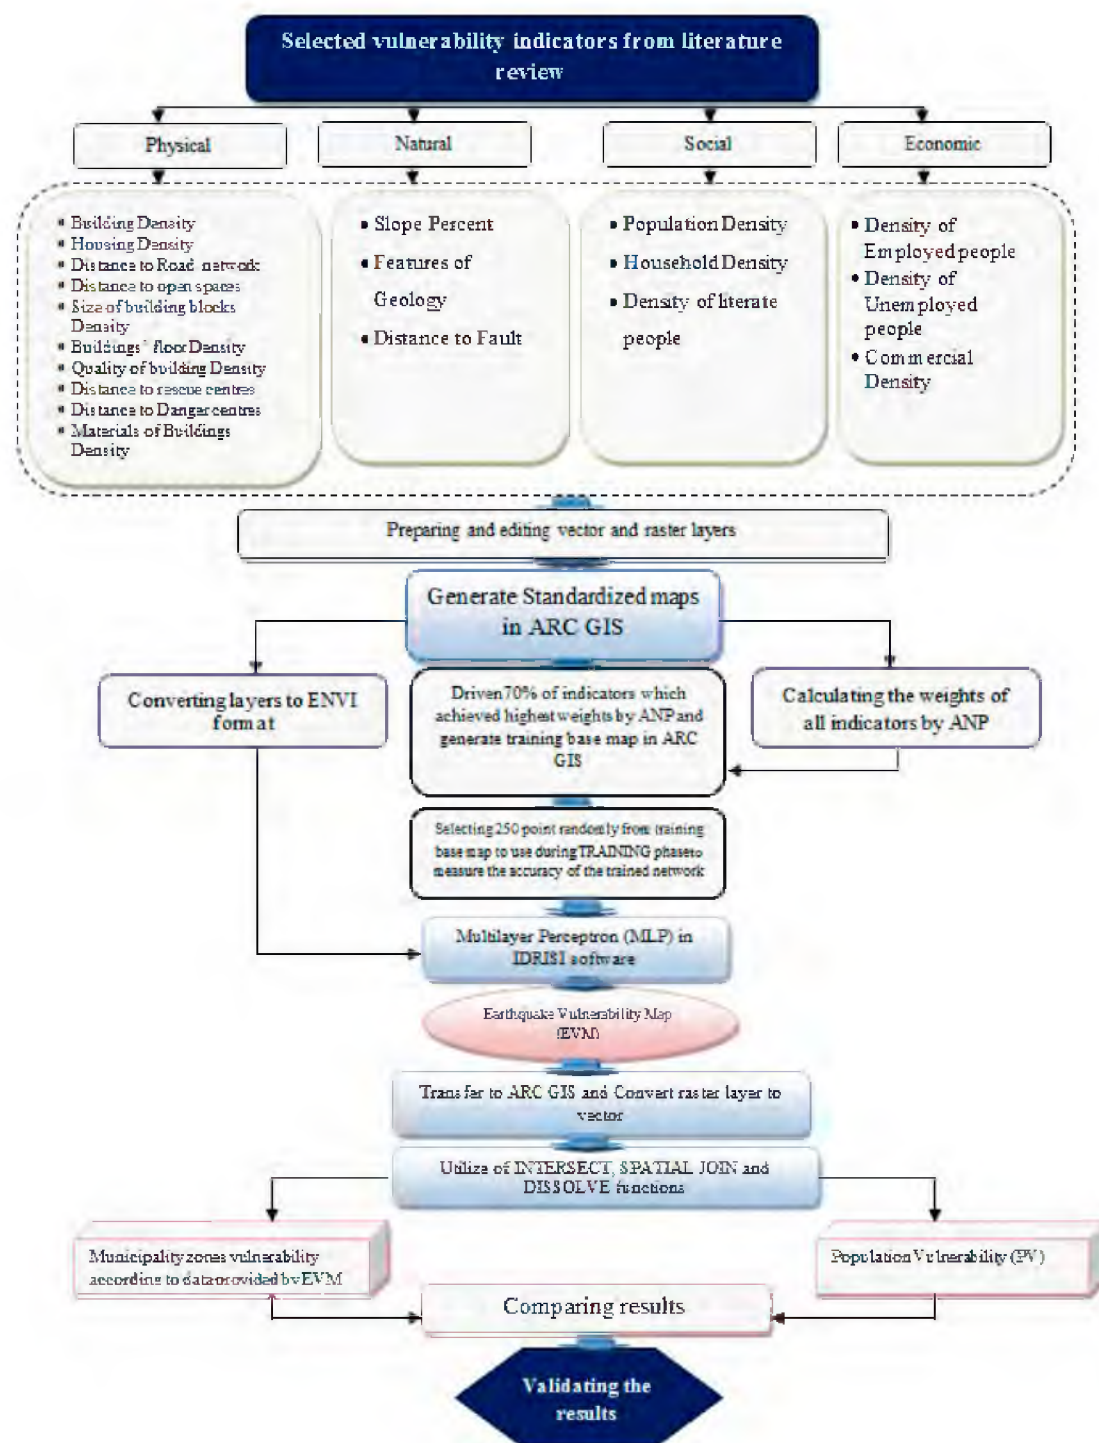 Selected vulnerability indicators from literature
review
Physical
Natural
Social
Economic
Building Density
Housing Density
Distance to Road network
Distance to open spaces
Size of building blocks
Density
Buildings' floor Density
Quality of building Density
Distance to rescue centres
Distance to Danger centres
Materials of Buildings
Density
Slope Percent
Features of
Geology
Distance to Fault
Population Density
Household Density
Density of literate
people
Density of
Employed people
Density of
Unemployed
people
Commercial
Density
Preparing and editing vector and raster layers
Generate Standardized maps
in ARC GIS
Converting layers to ENVI
format
Driven 70% of indicators which
achieved highest weights by ANP and
generate training base map in ARC
GIS
Calculating the weights of
all indicators by ANP
Selecting 250 point randomly from training
base map to use during TRAINING phase to
measure the accuracy of the trained network
Multilayer Perceptron (MLP) in
IDRISI software
Earthquake Vulnerability Map
(EVM)
Transfer to ARC GIS and Convert raster layer to
vector
Utilize of INTERSECT, SPATIAL JOIN and
DISSOLVE functions
Municipality zones vulnerability
according to data provided by EVM
Population Vulnerability (PV)
Comparing results
Validating the
results